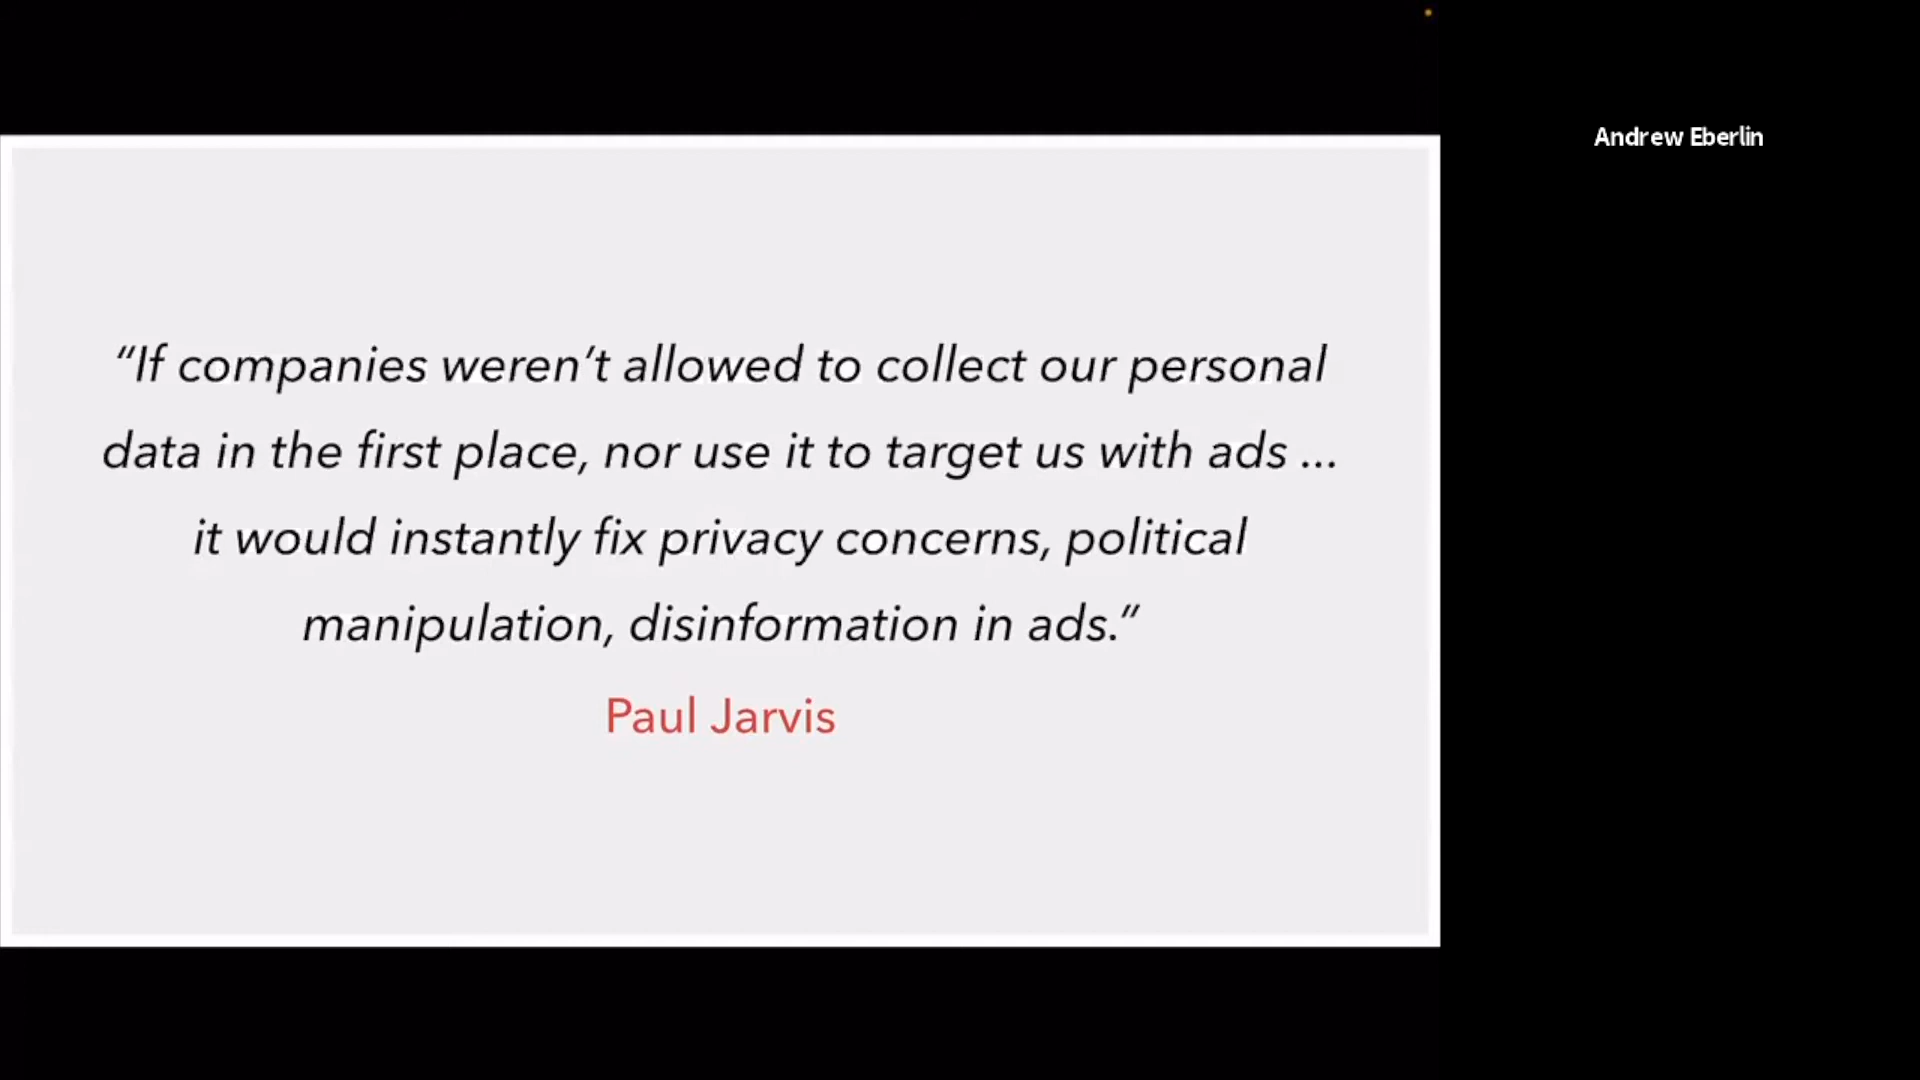 Andrew Eberlin
“If companies weren’t allowed to collect our personal
data in the first place, nor use it to target us with ads ...
it would instantly fix privacy concerns, political
manipulation, disinformation in ads.”
Paul Jarvis